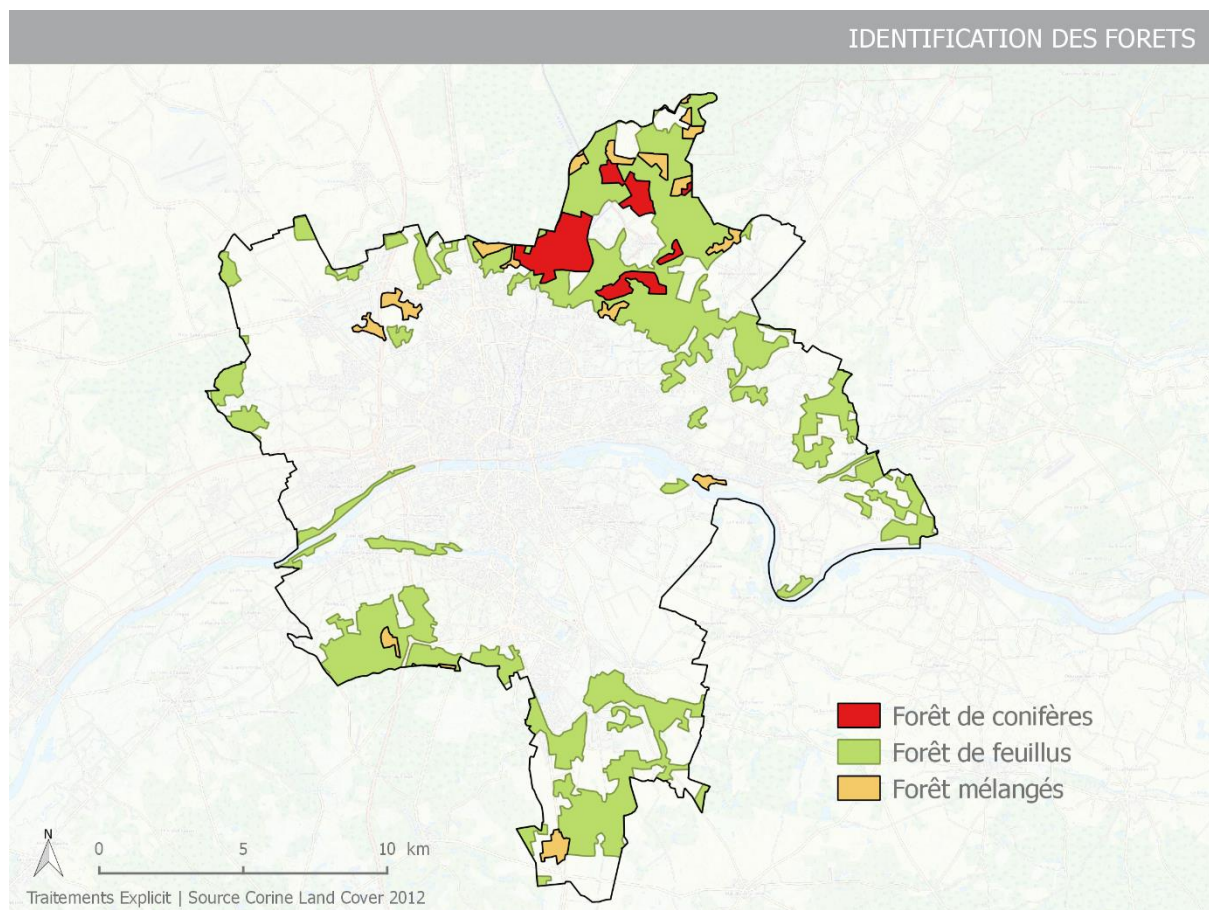 IDENTIFICATION DES FORETS
Forêt de conifères
Forêt de feuillus
Forêt mélangés
N
0 5 10 km
Traitements Explicit | Source Corine Land Cover 2012